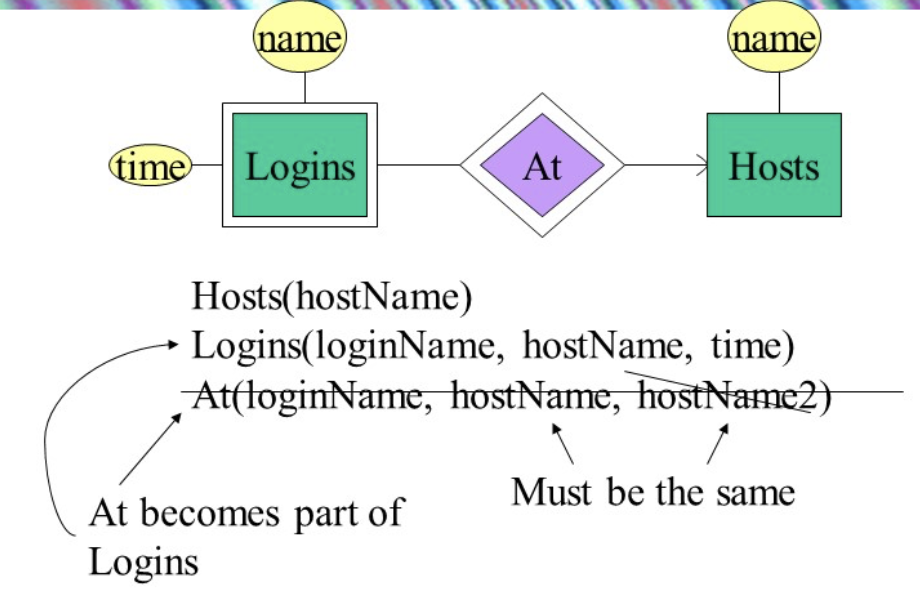 name
name
time
Logins
At
Hosts
Hosts(hostName)
Logins(loginName, hostName, time)
At(loginName, hostName, hostName2)
Must be the same
At becomes part of
Logins